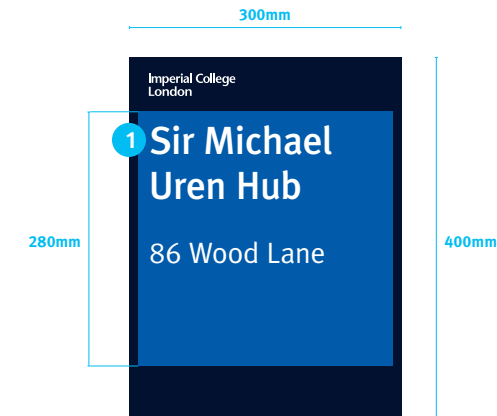 300mm
Imperial College
London
1
Sir Michael
Uren Hub
280mm
86 Wood Lane
400mm